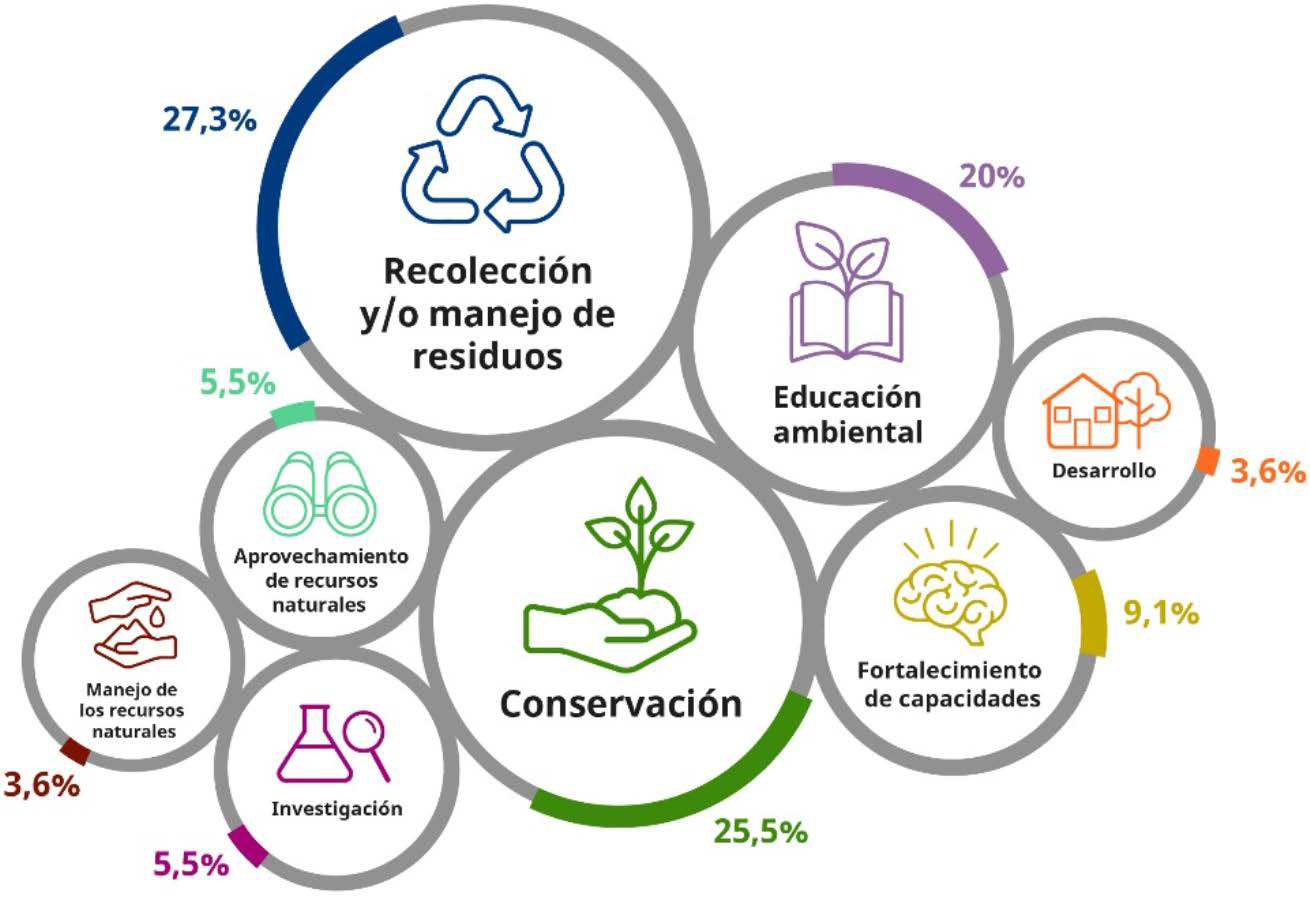 27,3%
Recolección
y/o manejo de
residuos
20%
Educación
ambiental
Desarrollo
3,6%
5,5%
Aprovechamiento
de recursos
naturales
Conservación
25,5%
Fortalecimiento
de capacidades
9,1%
Manejo de
los recursos
naturales
3,6%
Investigación
5,5%